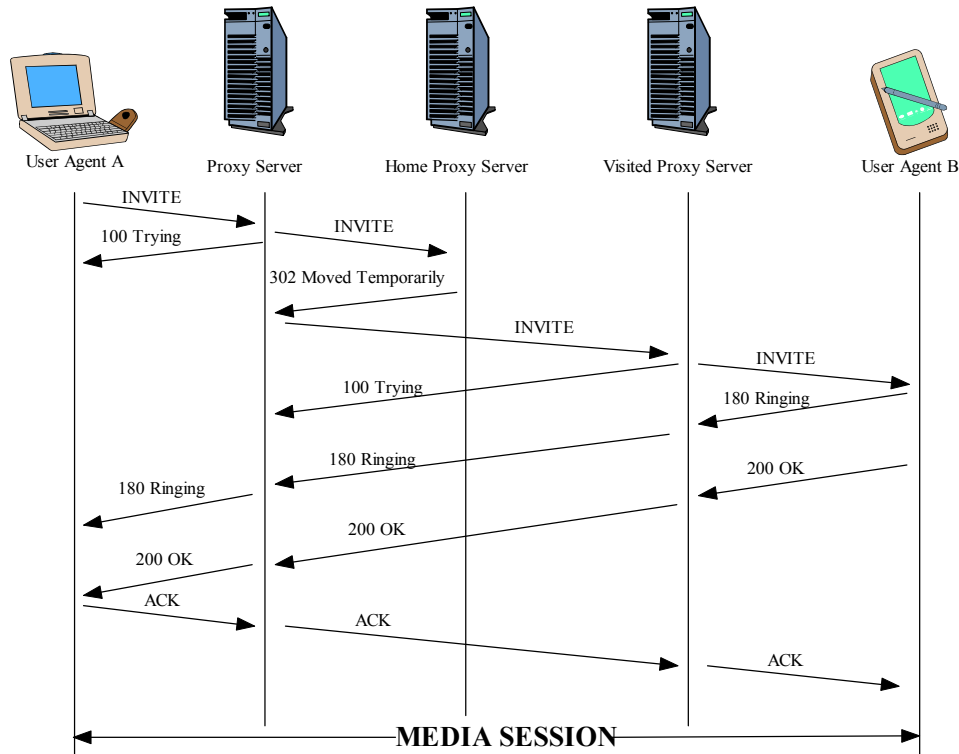 User Agent A
Proxy Server
Home Proxy Server
Visited Proxy Server
User Agent B
INVITE
100 Trying
INVITE
302 Moved Temporarily
INVITE
INVITE
100 Trying
180 Ringing
180 Ringing
180 Ringing
200 OK
200 OK
200 OK
ACK
ACK
ACK
MEDIA SESSION